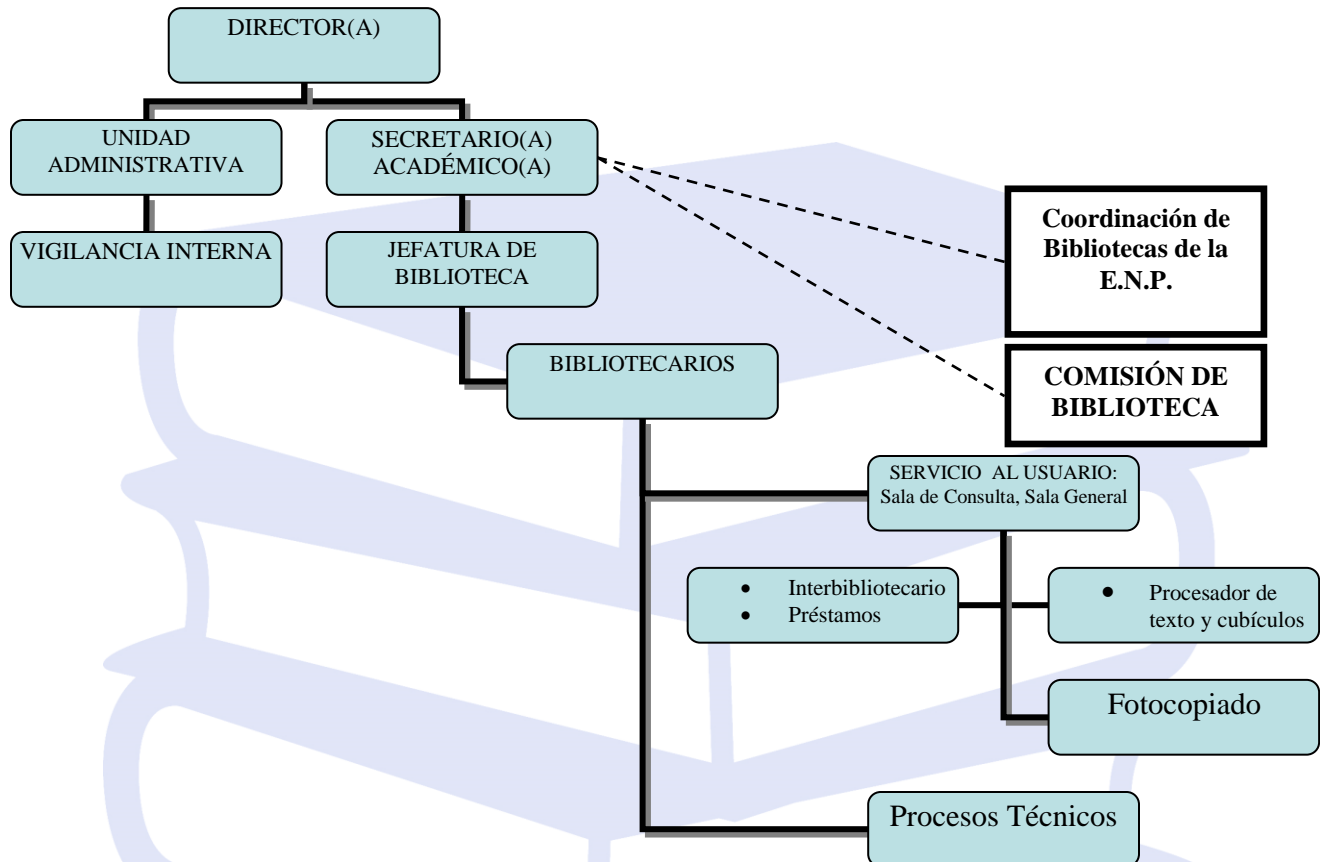 DIRECTOR(A)
UNIDAD
ADMINISTRATIVA
SECRETARIO(A)
ACADÉMICO(A)
VIGILANCIA INTERNA
JEFATURA DE
BIBLIOTECA
Coordinación de
Bibliotecas de la
E.N.P.
BIBLIOTECARIOS
COMISIÓN DE
BIBLIOTECA
SERVICIO AL USUARIO:
Sala de Consulta, Sala General
• Interbibliotecario
• Préstamos
• Procesador de
texto y cubículos
Fotocopiado
Procesos Técnicos